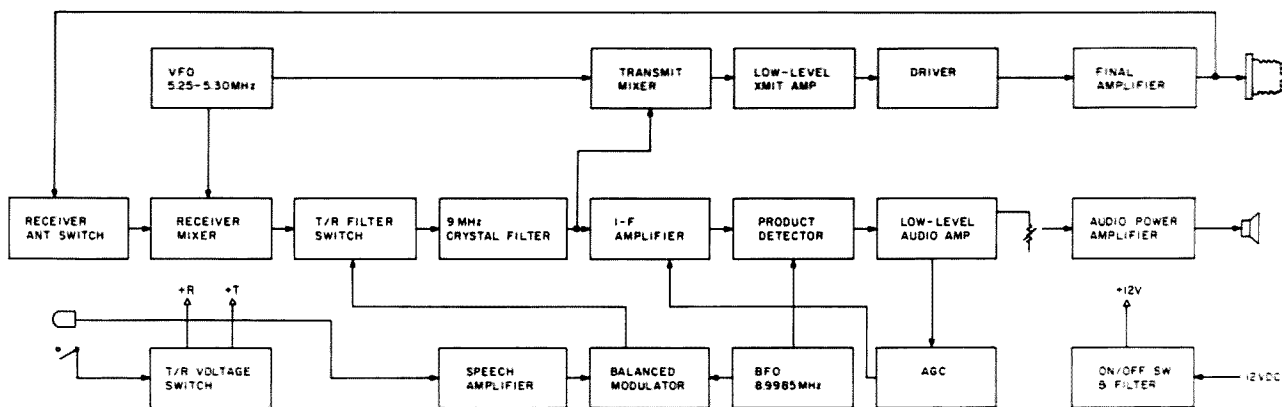 VFO
5.25-5.30MHz
TRANSMIT
MIXER
LOW-LEVEL
XMIT AMP
DRIVER
FINAL
AMPLIFIER
RECEIVER
ANT SWITCH
RECEIVER
MIXER
T/R FILTER
SWITCH
9 MHz
CRYSTAL FILTER
I-F
AMPLIFIER
PRODUCT
DETECTOR
LOW-LEVEL
AUDIO AMP
AUDIO POWER
AMPLIFIER
+R
+T
+12V
T/R VOLTAGE
SWITCH
SPEECH
AMPLIFIER
BALANCED
MODULATOR
BFO
8.9985MHz
AGC
ON/OFF SW
& FILTER
12VDC